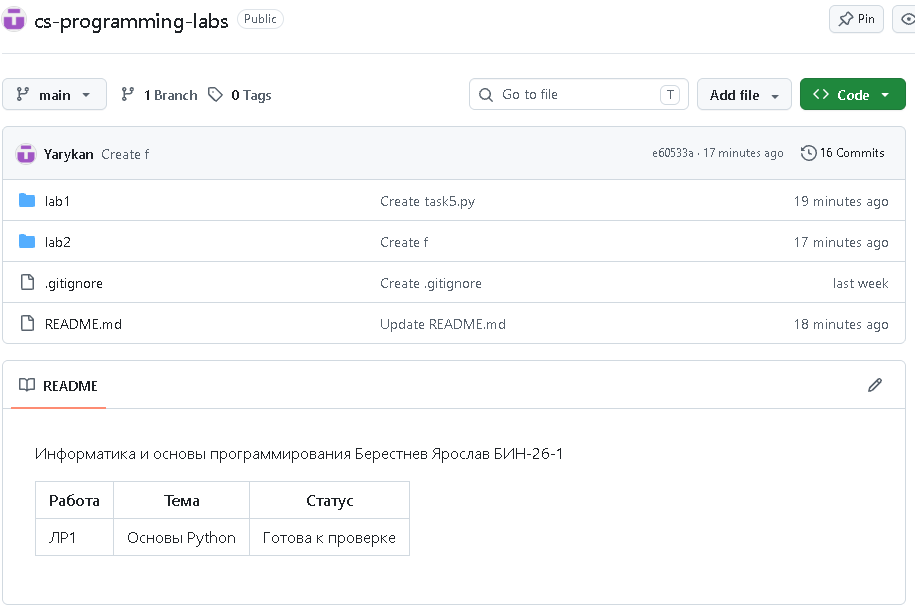 cs-programming-labs Public Pin
main 1 Branch 0 Tags Go to file T Add file Code
Yarykan Create f e60533a · 17 minutes ago 16 Commits
lab1 Create task5.py 19 minutes ago
lab2 Create f 17 minutes ago
.gitignore Create .gitignore last week
README.md Update README.md 18 minutes ago
README
Информатика и основы программирования Берестнев Ярослав БИН-26-1
Работа Тема Статус
ЛР1 Основы Python Готова к проверке